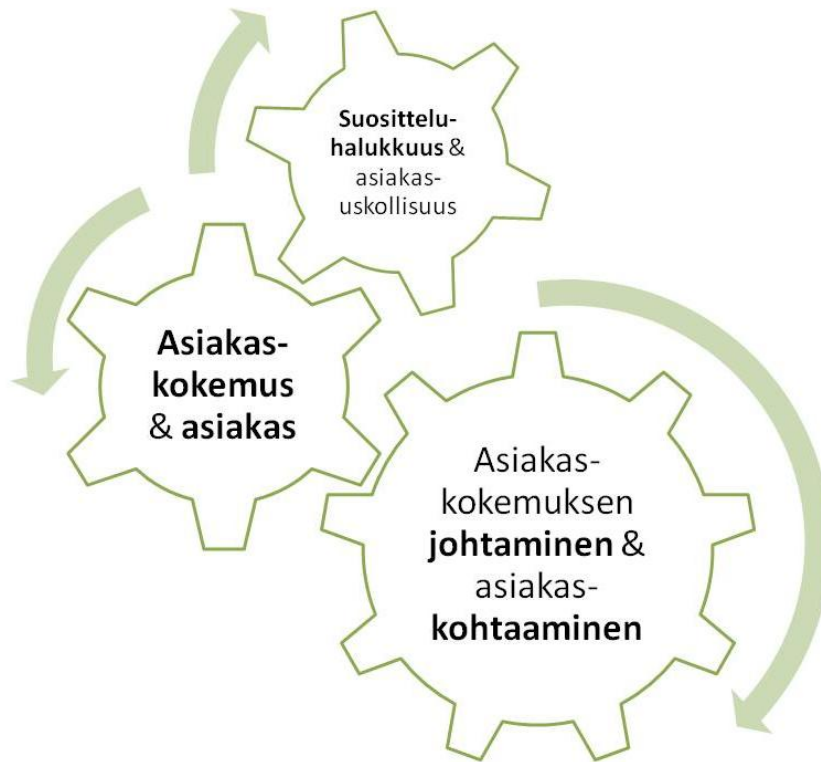 Suosittelu-
halukkuus &
asiakas-
uskollisuus
Asiakas-
kokemus
& asiakas
Asiakas-
kokemuksen
johtaminen &
asiakas-
kohtaaminen